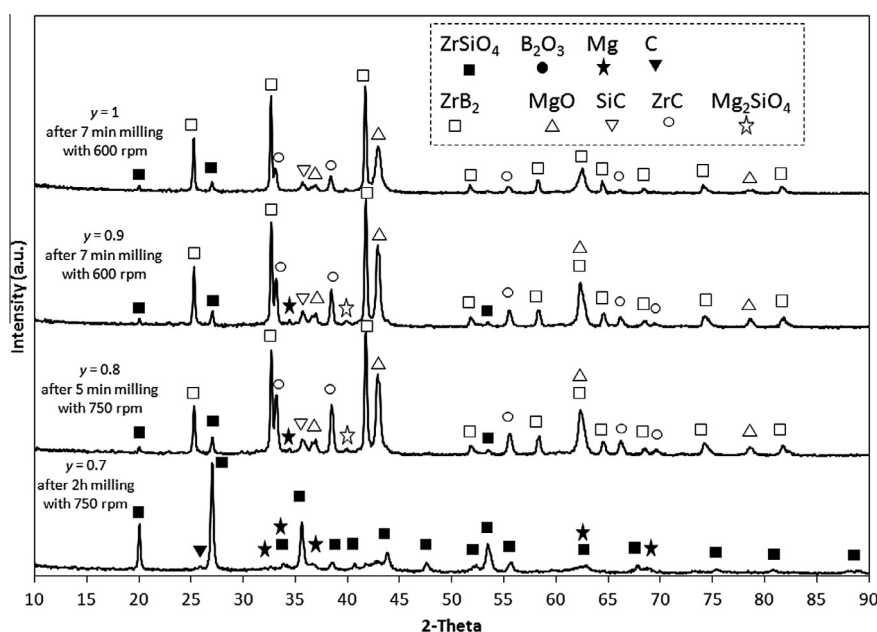 ZrSiO₄ B₂O₃ Mg C
ZrB₂ MgO SiC ZrC Mg₂SiO₄
y = 1
after 7 min milling
with 600 rpm
y = 0.9
after 7 min milling
with 600 rpm
y = 0.8
after 5 min milling
with 750 rpm
y = 0.7
after 2h milling
with 750 rpm
Intensity (a.u.)
10 15 20 25 30 35 40 45 50 55 60 65 70 75 80 85 90
2-Theta